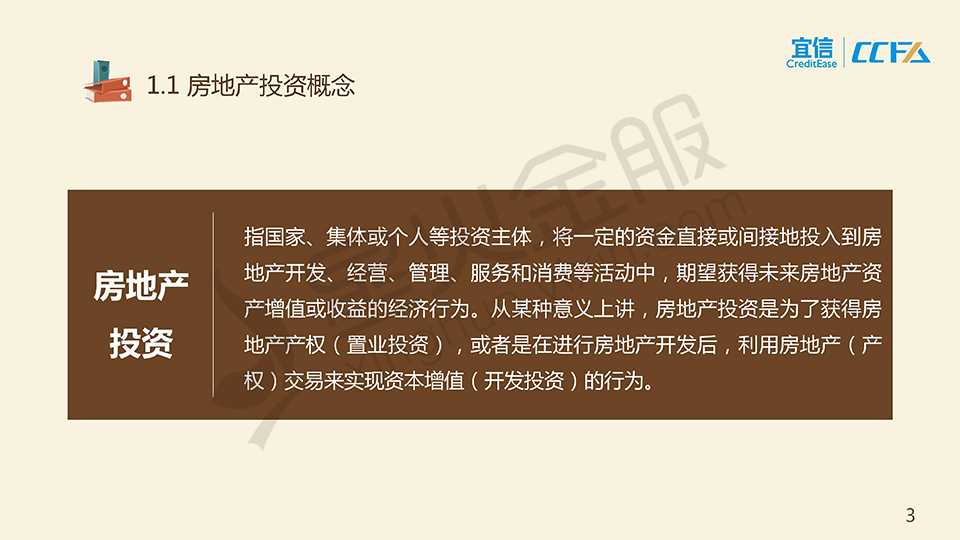 宜信
CreditEase
CCFA
1.1 房地产投资概念
房地产
投资
指国家、集体或个人等投资主体，将一定的资金直接或间接地投入到房
地产开发、经营、管理、服务和消费等活动中，期望获得未来房地产资
产增值或收益的经济行为。从某种意义上讲，房地产投资是为了获得房
地产产权（置业投资），或者是在进行房地产开发后，利用房地产（产
权）交易来实现资本增值（开发投资）的行为。
3